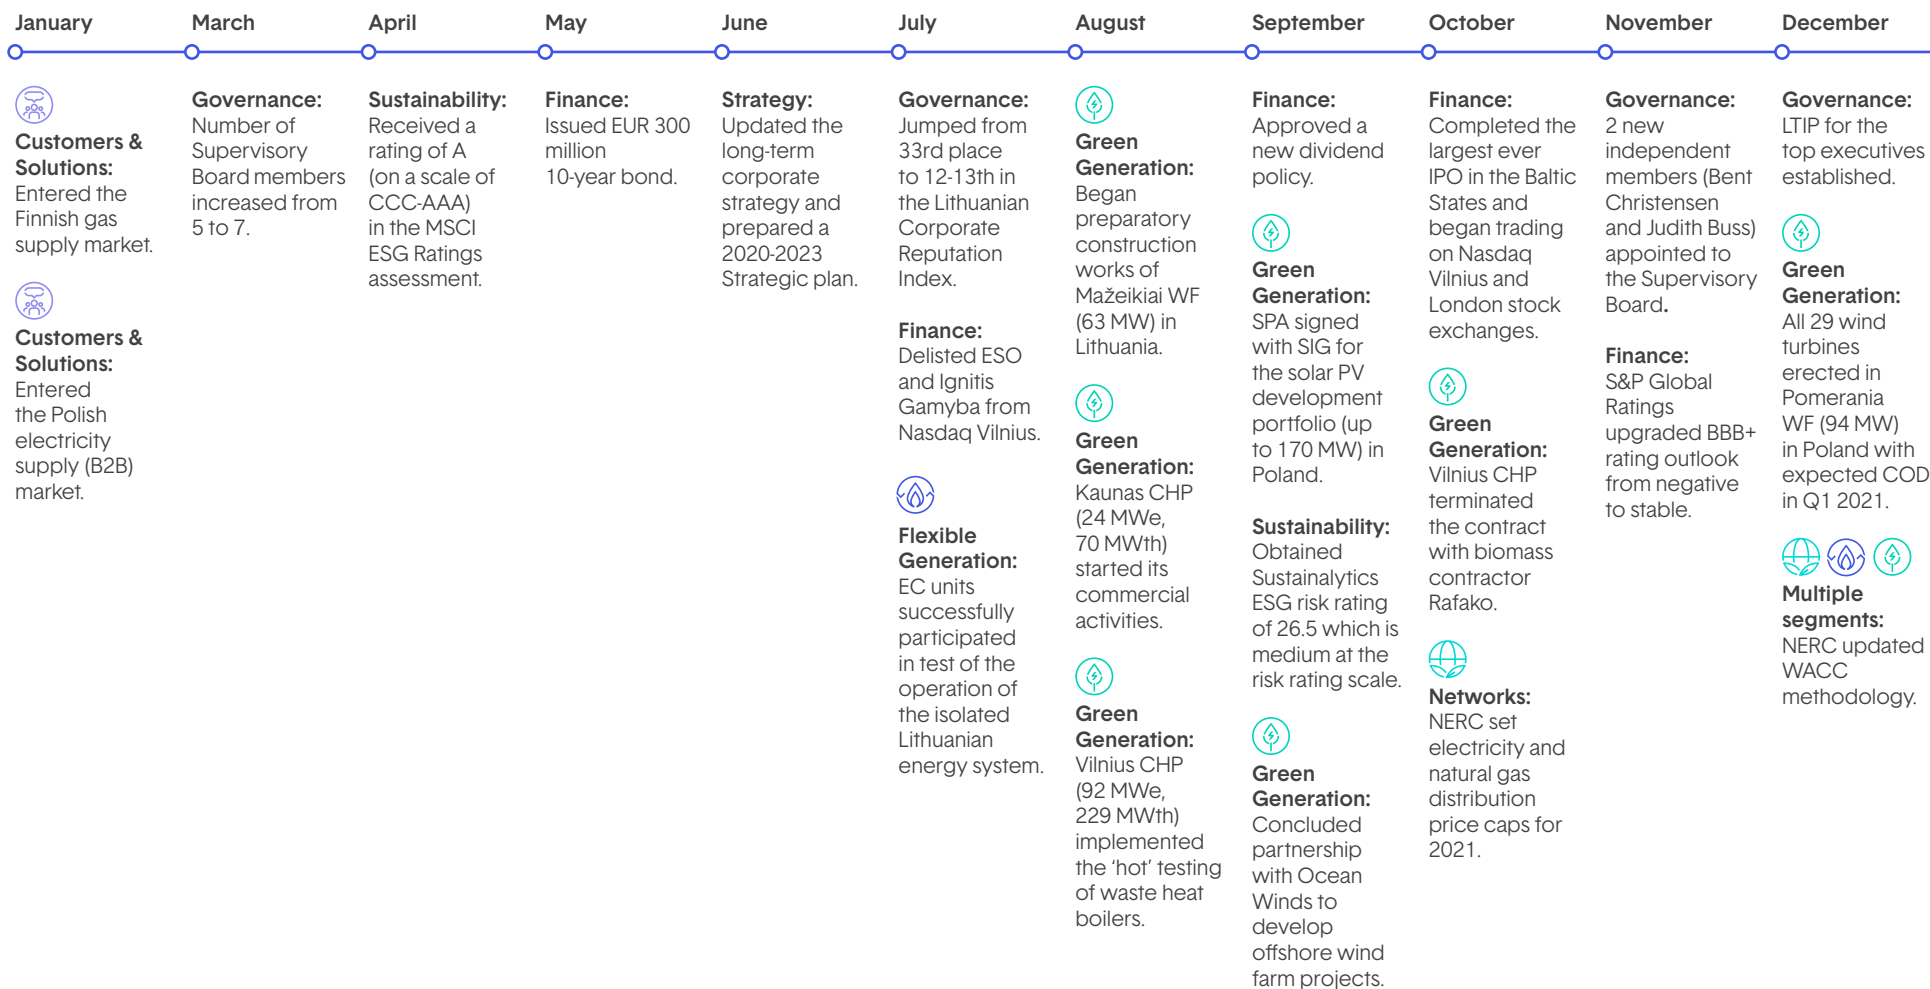 January
March
April
May
June
July
August
September
October
November
December
Customers &
Solutions:
Entered the
Finnish gas
supply market.
Customers &
Solutions:
Entered
the Polish
electricity
supply (B2B)
market.
Governance:
Number of
Supervisory
Board members
increased from
5 to 7.
Sustainability:
Received a
rating of A
(on a scale of
CCC-AAA)
in the MSCI
ESG Ratings
assessment.
Finance:
Issued EUR 300
million
10-year bond.
Strategy:
Updated the
long-term
corporate
strategy and
prepared a
2020-2023
Strategic plan.
Governance:
Jumped from
33rd place
to 12-13th in
the Lithuanian
Corporate
Reputation
Index.
Finance:
Delisted ESO
and Ignitis
Gamyba from
Nasdaq Vilnius.
Flexible
Generation:
EC units
successfully
participated
in test of the
operation of
the isolated
Lithuanian
energy system.
Green
Generation:
Began
preparatory
construction
works of
Mažeikiai WF
(63 MW) in
Lithuania.
Green
Generation:
Kaunas CHP
(24 MWe,
70 MWth)
started its
commercial
activities.
Green
Generation:
Vilnius CHP
(92 MWe,
229 MWth)
implemented
the ‘hot’ testing
of waste heat
boilers.
Finance:
Approved a
new dividend
policy.
Green
Generation:
SPA signed
with SIG for
the solar PV
development
portfolio (up
to 170 MW) in
Poland.
Sustainability:
Obtained
Sustainalytics
ESG risk rating
of 26.5 which is
medium at the
risk rating scale.
Green
Generation:
Concluded
partnership
with Ocean
Winds to
develop
offshore wind
farm projects.
Finance:
Completed the
largest ever
IPO in the Baltic
States and
began trading
on Nasdaq
Vilnius and
London stock
exchanges.
Green
Generation:
Vilnius CHP
terminated
the contract
with biomass
contractor
Rafako.
Networks:
NERC set
electricity and
natural gas
distribution
price caps for
2021.
Governance:
2 new
independent
members (Bent
Christensen
and Judith Buss)
appointed to
the Supervisory
Board.
Finance:
S&P Global
Ratings
upgraded BBB+
rating outlook
from negative
to stable.
Governance:
LTIP for the
top executives
established.
Green
Generation:
All 29 wind
turbines
erected in
Pomerania
WF (94 MW)
in Poland with
expected COD
in Q1 2021.
Multiple
segments:
NERC updated
WACC
methodology.